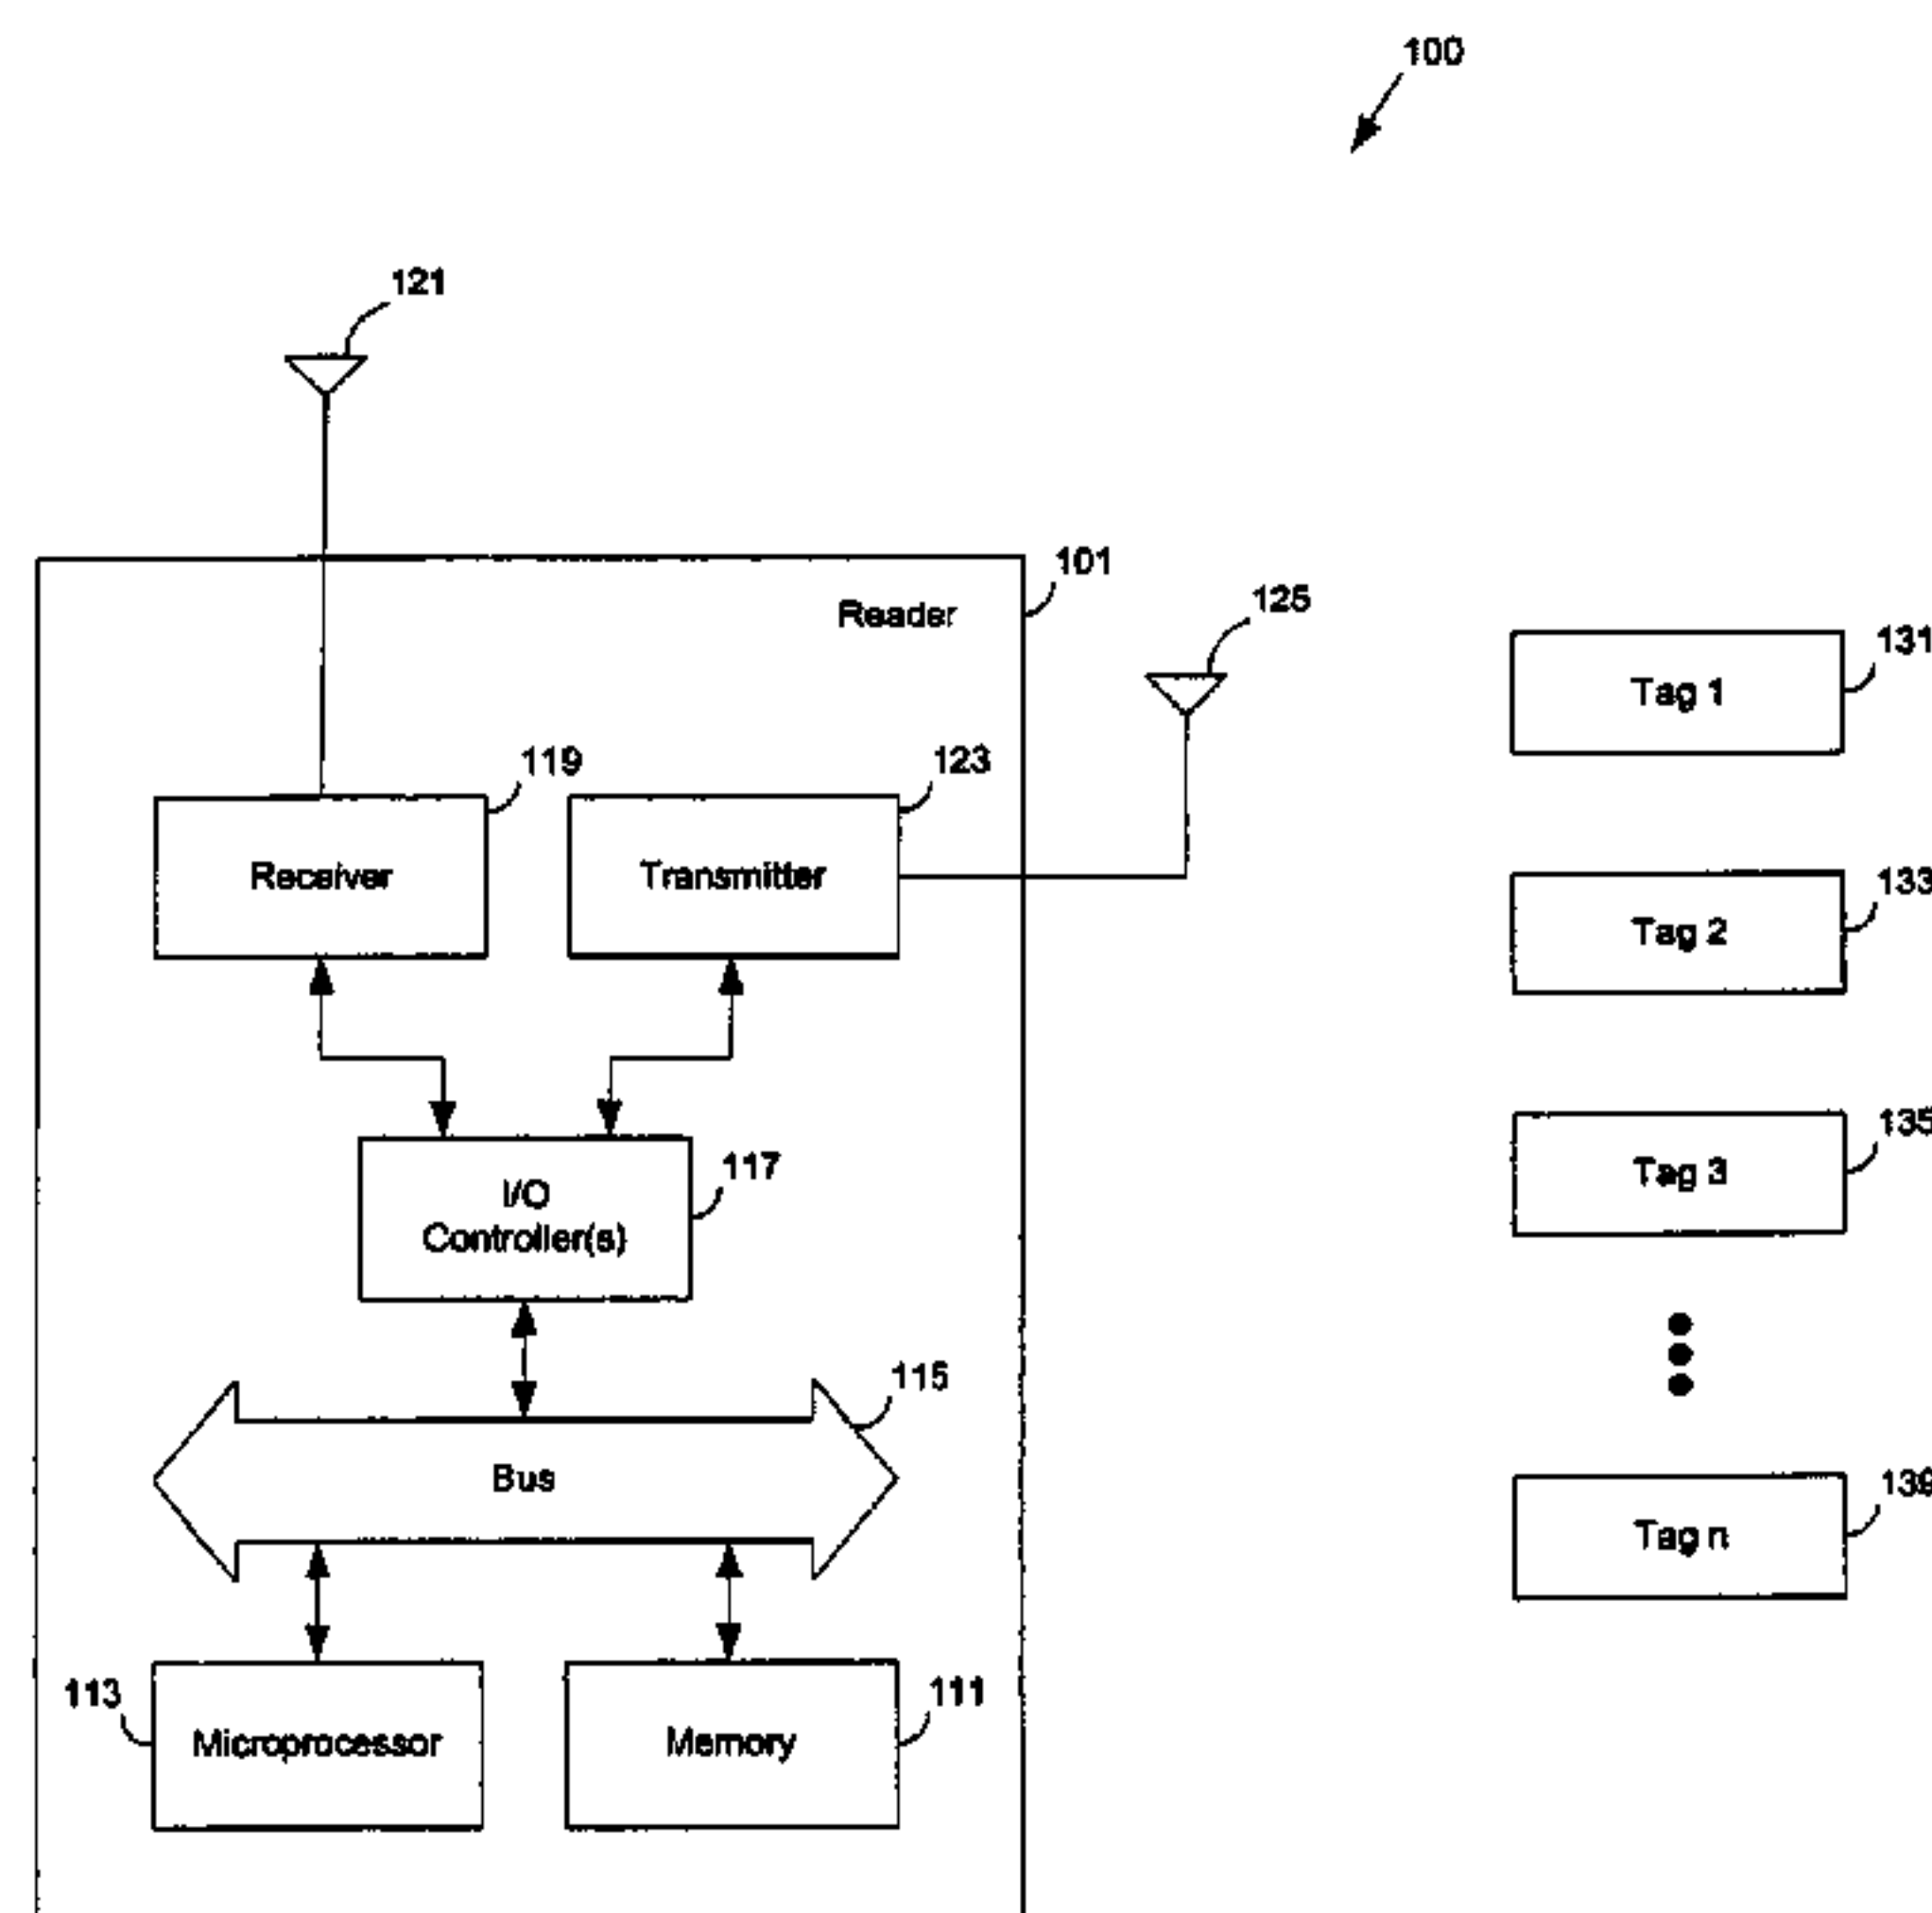 100
121
101
Reader
125
131
Tag 1
119
123
Receiver
Transmitter
133
Tag 2
117
I/O
Controller(s)
135
Tag 3
115
Bus
139
Tag n
113
111
Microprocessor
Memory